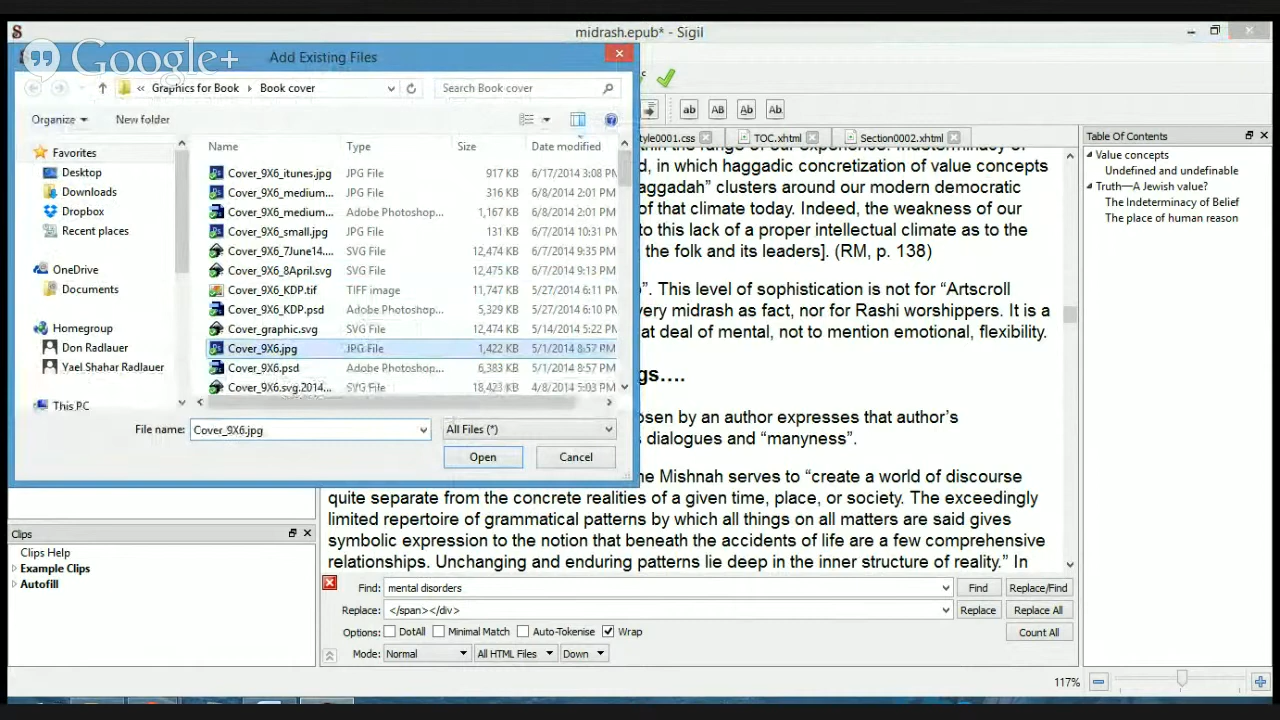 midrash.epub* - Sigil
Google+
Add Existing Files
« Graphics for Book Book cover
Search Book cover
Organize
New folder
Favorites
Desktop
Downloads
Dropbox
Recent places
OneDrive
Documents
Homegroup
Don Radlauer
Yael Shahar Radlauer
This PC
Name Type Size Date modified
Cover_9X6_itunes.jpg JPG File 917 KB 6/17/2014 3:08 PM
Cover_9X6_medium... JPG File 316 KB 6/8/2014 2:01 PM
Cover_9X6_medium... Adobe Photoshop... 1,167 KB 6/8/2014 2:01 PM
Cover_9X6_small.jpg JPG File 131 KB 6/7/2014 10:31 PM
Cover_9X6_7June14.... SVG File 12,474 KB 6/7/2014 9:35 PM
Cover_9X6_8April.svg SVG File 12,475 KB 6/7/2014 9:13 PM
Cover_9X6_KDP.tif TIFF image 11,747 KB 5/27/2014 6:11 PM
Cover_9X6_KDP.psd Adobe Photoshop... 5,329 KB 5/27/2014 6:10 PM
Cover_graphic.svg SVG File 12,474 KB 5/14/2014 5:22 PM
Cover_9X6.jpg JPG File 1,422 KB 5/1/2014 8:57 PM
Cover_9X6.psd Adobe Photoshop... 6,383 KB 5/1/2014 8:57 PM
Cover_9X6.svg.2014... SVG File 18,423 KB 4/8/2014 5:03 PM
File name: Cover_9X6.jpg
All Files (*)
Open
Cancel
ab AB Ab Ab
tyle0001.css
TOC.xhtml
Section0002.xhtml
d, in which haggadic concretization of value concepts
aggadah” clusters around our modern democratic
of that climate today. Indeed, the weakness of our
to this lack of a proper intellectual climate as to the
the folk and its leaders]. (RM, p. 138)
”. This level of sophistication is not for “Artscroll
very midrash as fact, nor for Rashi worshippers. It is a
at deal of mental, not to mention emotional, flexibility.
gs….
osen by an author expresses that author’s
dialogues and “manyness”.
he Mishnah serves to “create a world of discourse
quite separate from the concrete realities of a given time, place, or society. The exceedingly
limited repertoire of grammatical patterns by which all things on all matters are said gives
symbolic expression to the notion that beneath the accidents of life are a few comprehensive
relationships. Unchanging and enduring patterns lie deep in the inner structure of reality.” In
Table Of Contents
Value concepts
Undefined and undefinable
Truth—A Jewish value?
The Indeterminacy of Belief
The place of human reason
Clips
Clips Help
Example Clips
Autofill
Find: mental disorders
Find
Replace/Find
Replace: </span></div>
Replace
Replace All
Options: DotAll Minimal Match Auto-Tokenise Wrap
Count All
Mode: Normal All HTML Files Down
117%